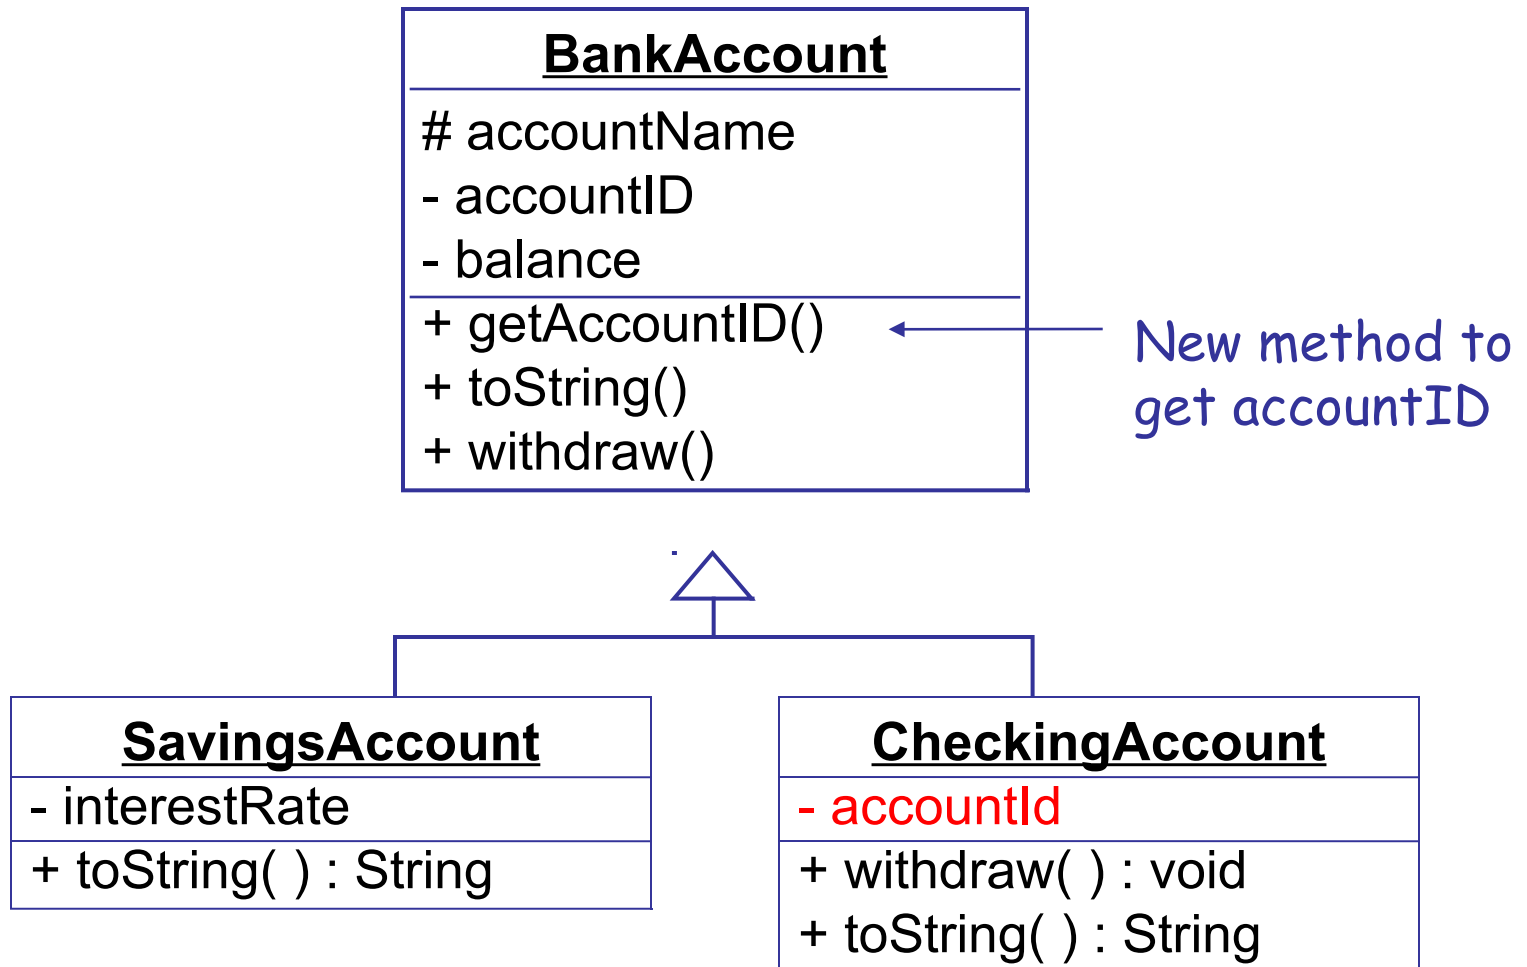 BankAccount
# accountName
- accountID
- balance
+ getAccountID()
+ toString()
+ withdraw()
New method to
get accountID
SavingsAccount
- interestRate
+ toString( ) : String
CheckingAccount
- accountId
+ withdraw( ) : void
+ toString( ) : String